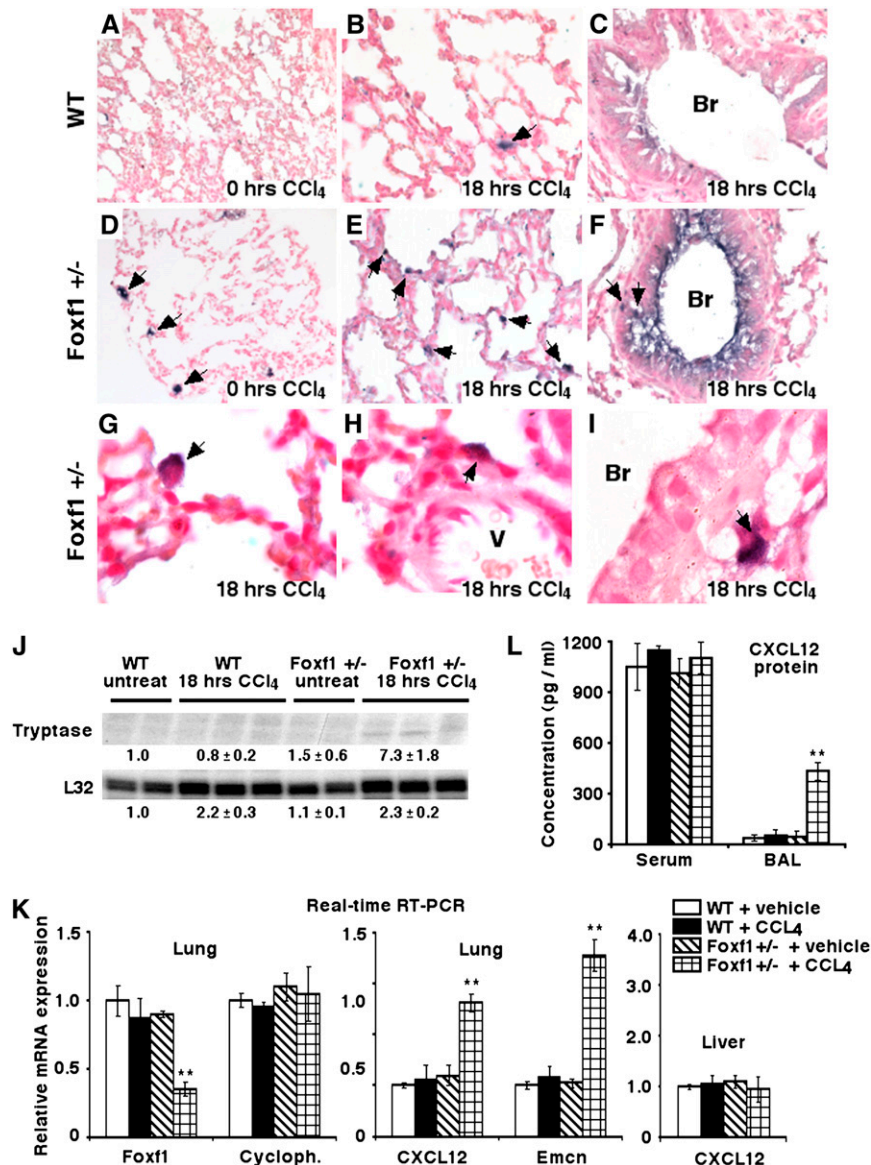 A
B
C
WT
Br
0 hrs CCl4
18 hrs CCl4
18 hrs CCl4
D
E
F
Foxf1 +/-
Br
0 hrs CCl4
18 hrs CCl4
18 hrs CCl4
G
H
I
Foxf1 +/-
Br
V
18 hrs CCl4
18 hrs CCl4
18 hrs CCl4
J
WT untreat
WT 18 hrs CCl4
Foxf1 +/- untreat
Foxf1 +/- 18 hrs CCl4
Tryptase
1.0 0.8 ± 0.2 1.5 ± 0.6 7.3 ± 1.8
L32
1.0 2.2 ± 0.3 1.1 ± 0.1 2.3 ± 0.2
L
CXCL12
protein
Concentration (pg / ml)
1200
900
600
300
0
**
Serum BAL
K
Real-time RT-PCR
Relative mRNA expression
Lung
1.5
1.0
0.5
0
**
Foxf1 Cycloph.
Lung
1.5
1.0
0.5
0
**
**
CXCL12 Emcn
WT + vehicle
WT + CCL4
Foxf1+/- + vehicle
Foxf1+/- + CCL4
4.0
3.0
2.0
1.0
0
Liver
CXCL12